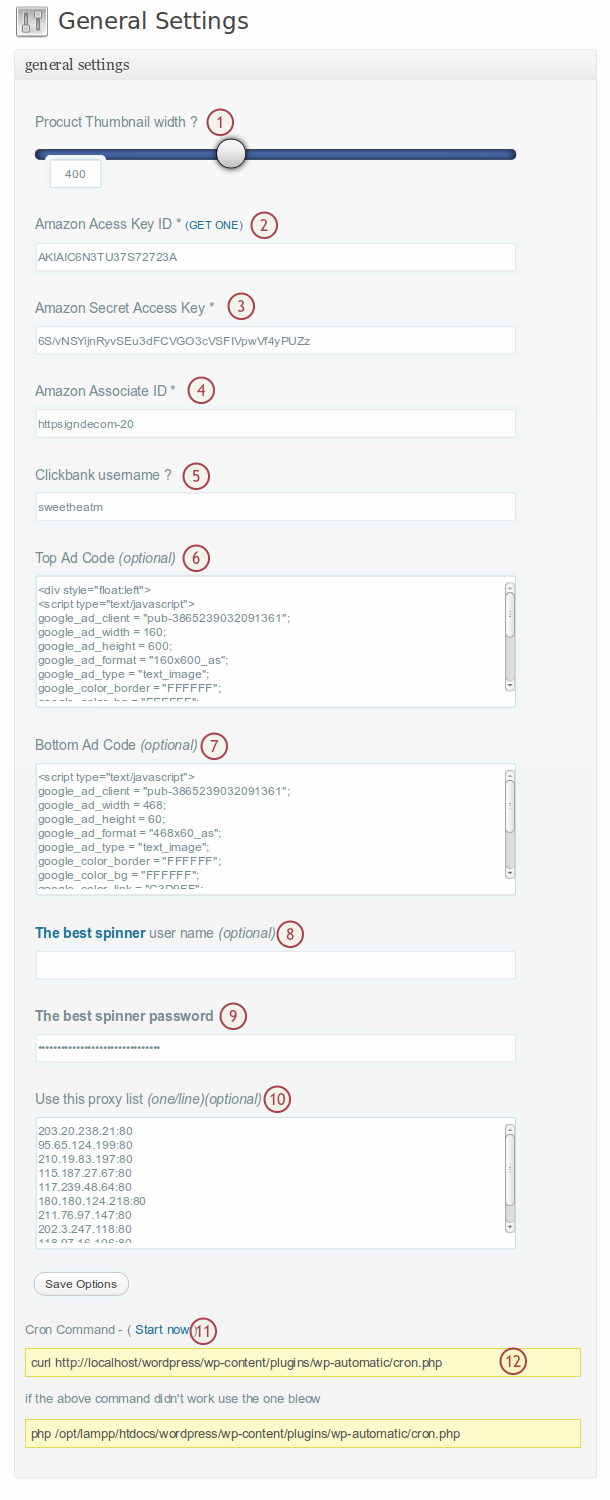 General Settings
general settings
Procuct Thumbnail width ? 1
400
Amazon Acess Key ID * (GET ONE) 2
AKIAIC6N3TU37S72723A
Amazon Secret Access Key * 3
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
Amazon Associate ID * 4
httpsigndecom-20
Clickbank username ? 5
sweetheatm
Top Ad Code (optional) 6
<div style="float:left">
<script type="text/javascript">
google_ad_client = "pub-3865239032091361";
google_ad_width = 160;
google_ad_height = 600;
google_ad_format = "160x600_as";
google_ad_type = "text_image";
google_color_border = "FFFFFF";
google_color_bg = "FFFFFF";
Bottom Ad Code (optional) 7
<script type="text/javascript">
google_ad_client = "pub-3865239032091361";
google_ad_width = 468;
google_ad_height = 60;
google_ad_format = "468x60_as";
google_ad_type = "text_image";
google_color_border = "FFFFFF";
google_color_bg = "FFFFFF";
google_color_link =
The best spinner user name (optional) 8
The best spinner password 9
Use this proxy list (one/line)(optional) 10
203.20.238.21:80
95.65.124.199:80
210.19.83.197:80
115.187.27.67:80
117.239.48.64:80
180.180.124.218:80
211.76.97.147:80
202.3.247.118:80
118.97.16.106:80
Save Options
Cron Command - ( Start now ) 11
curl http://localhost/wordpress/wp-content/plugins/wp-automatic/cron.php 12
if the above command didn't work use the one bleow
php /opt/lampp/htdocs/wordpress/wp-content/plugins/wp-automatic/cron.php